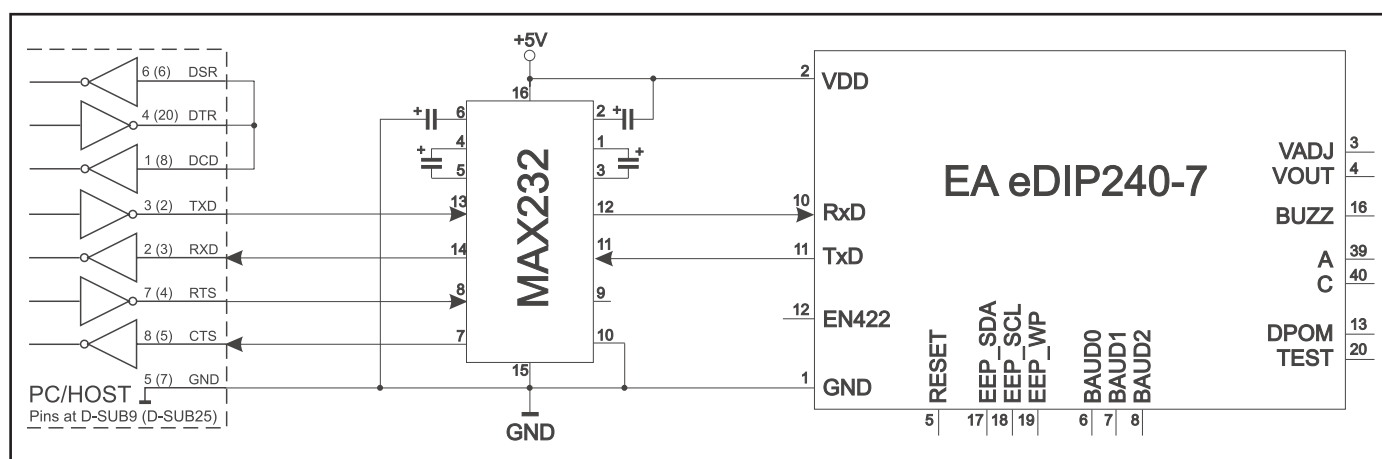 +5V
6 (6) DSR
4 (20) DTR
1 (8) DCD
3 (2) TXD
2 (3) RXD
7 (4) RTS
8 (5) CTS
5 (7) GND
PC/HOST
Pins at D-SUB9 (D-SUB25)
16
+ 6
2 +
4
+
5
1
+
3
13
12
14
11
8
9
7
10
15
MAX232
GND
EA eDIP240-7
2 VDD
10 RxD
11 TxD
12 EN422
1 GND
VADJ 3
VOUT 4
BUZZ 16
A 39
C 40
DPOM 13
TEST 20
RESET
EEP_SDA
EEP_SCL
EEP_WP
BAUD0
BAUD1
BAUD2
5 17 18 19 6 7 8